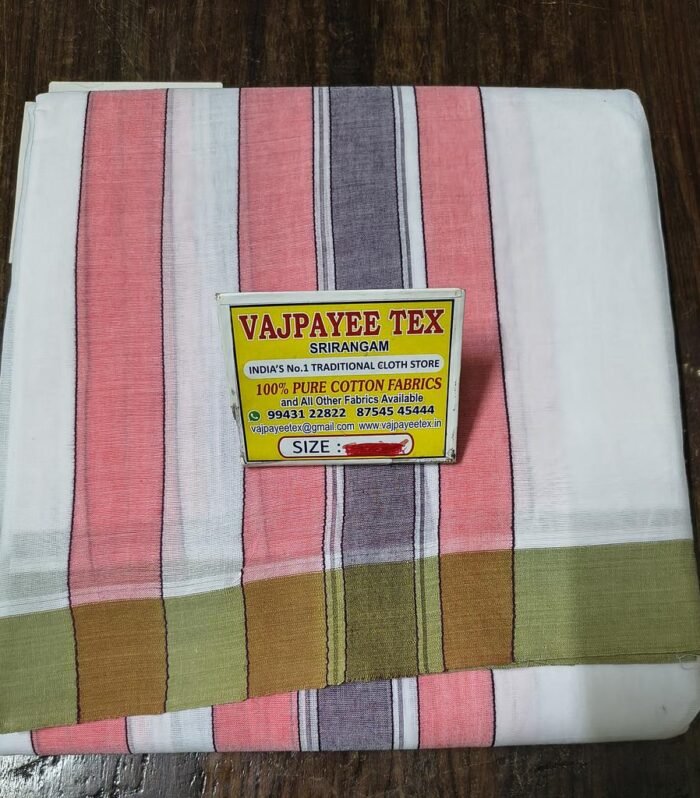 VAJPAYEE TEX
SRIRANGAM
INDIA'S No.1 TRADITIONAL CLOTH STORE
100% PURE COTTON FABRICS
and All Other Fabrics Available
99431 22822 87545 45444
vajpayeetex@gmail.com www.vajpayeetex.in
SIZE :